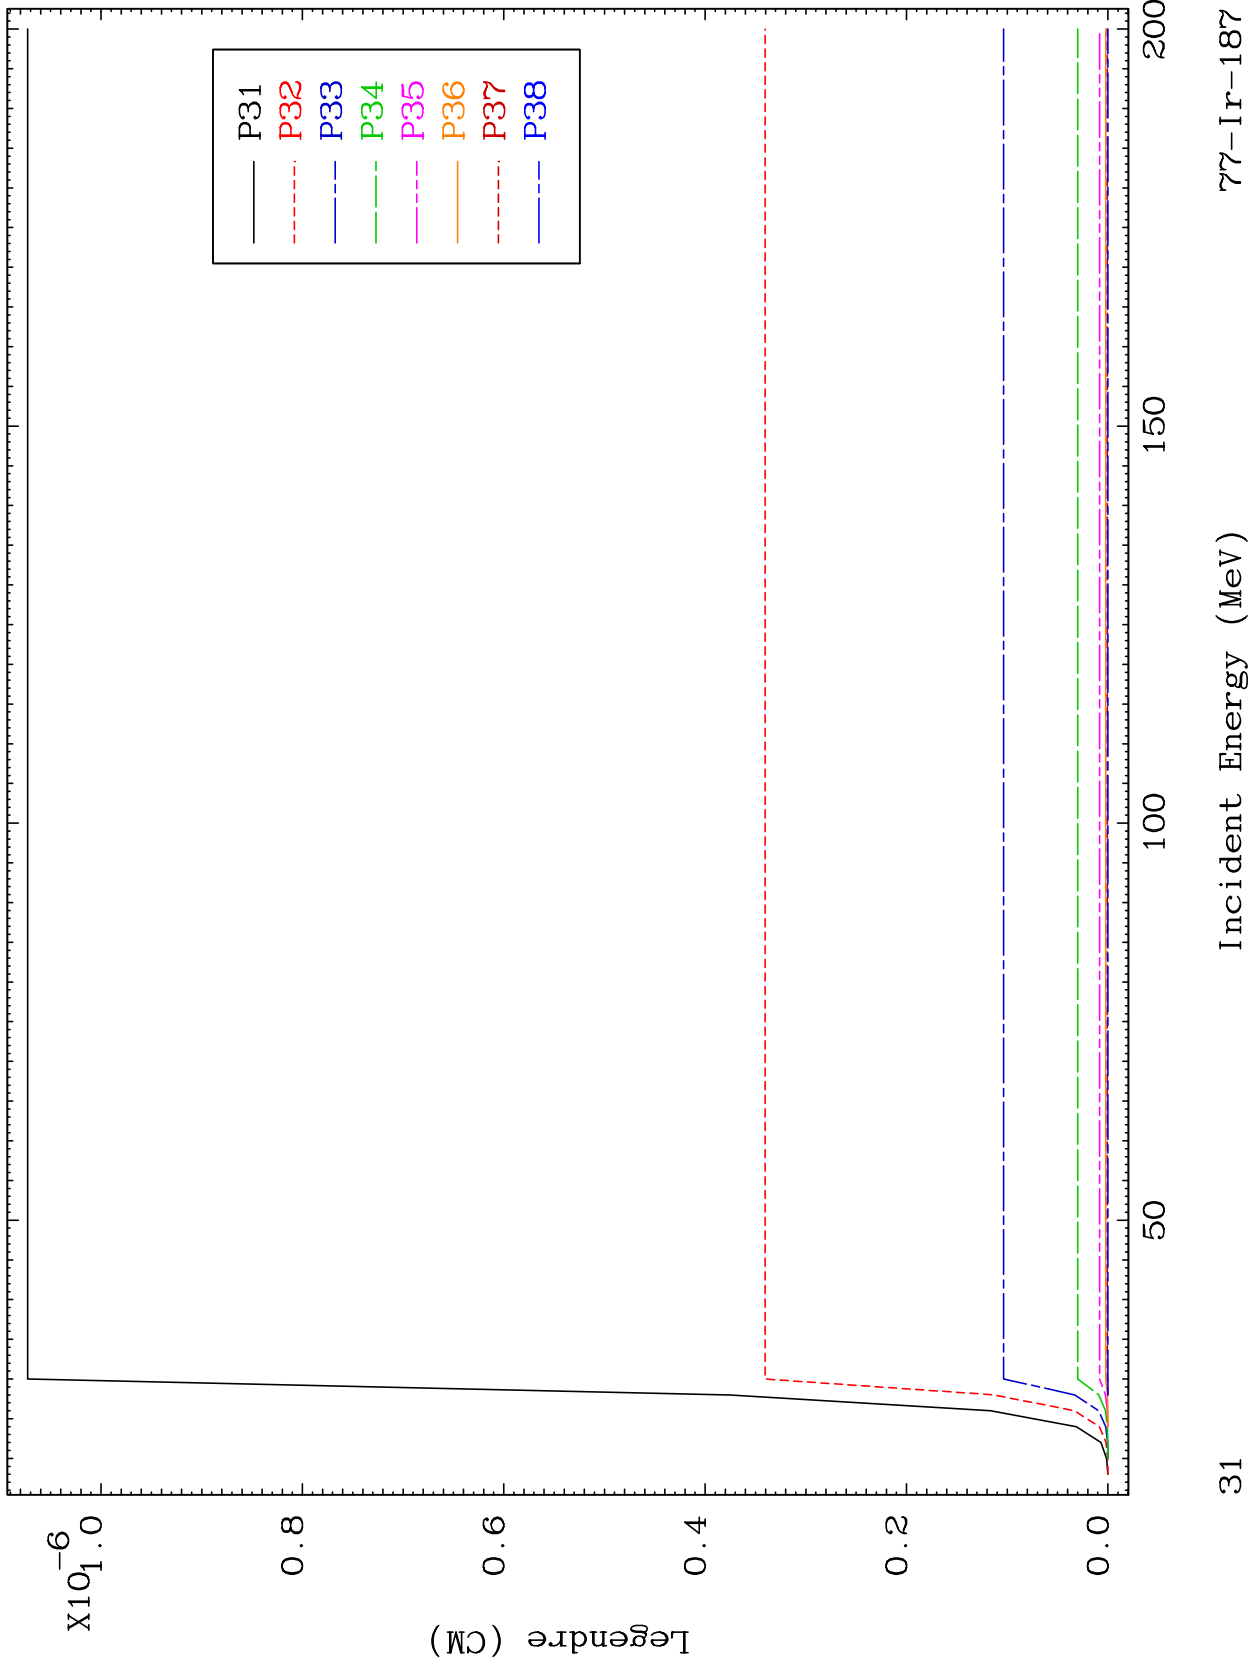 X10
-6
1.0
0.8
0.6
0.4
0.2
0.0
Legendre (CM)
P31
P32
P33
P34
P35
P36
P37
P38
50
100
150
200
31
Incident Energy (MeV)
77-Ir-187